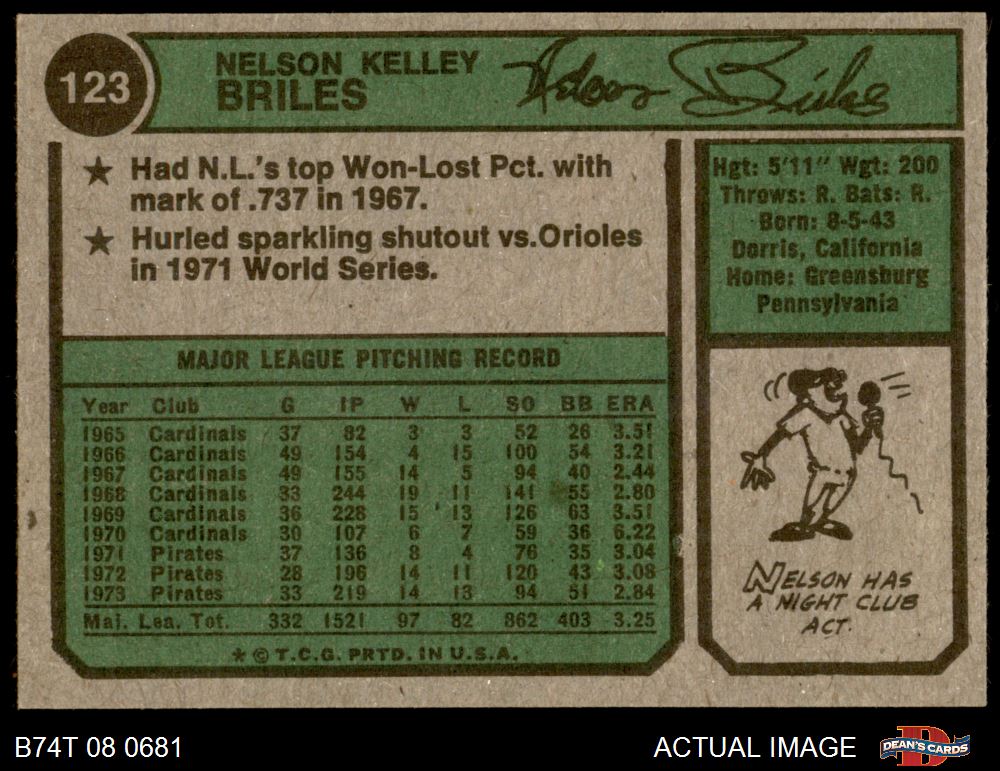 123
NELSON KELLEY
BRILES
Nelson Briles
★ Had N.L.'s top Won-Lost Pct. with
mark of .737 in 1967.
★ Hurled sparkling shutout vs.Orioles
in 1971 World Series.
Hgt: 5'11" Wgt: 200
Throws: R. Bats: R.
Born: 8-5-43
Dorris, California
Home: Greensburg
Pennsylvania
MAJOR LEAGUE PITCHING RECORD
Year Club G IP W L SO BB ERA
1965 Cardinals 37 82 3 3 52 26 3.51
1966 Cardinals 49 154 4 15 100 54 3.21
1967 Cardinals 49 155 14 5 94 40 2.44
1968 Cardinals 33 244 19 11 141 55 2.80
1969 Cardinals 36 228 15 13 126 63 3.51
1970 Cardinals 30 107 6 7 59 36 6.22
1971 Pirates 37 136 8 4 76 35 3.04
1972 Pirates 28 196 14 11 120 43 3.08
1973 Pirates 33 219 14 13 94 51 2.84
Maj. Lea. Tot. 332 1521 97 82 862 403 3.25
* © T.C.G. PRTD. IN U.S.A.
NELSON HAS
A NIGHT CLUB
ACT.
B74T 08 0681
ACTUAL IMAGE
DEAN'S CARDS